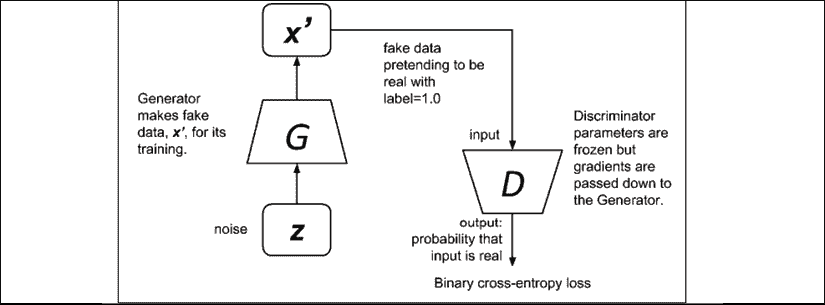 x’
fake data
pretending to be
real with
label=1.0
Generator
makes fake
data, x’, for its
training.
G
input
Discriminator
parameters are
frozen but
gradients are
passed down to
the Generator.
D
noise
z
output:
probability that
input is real
Binary cross-entropy loss